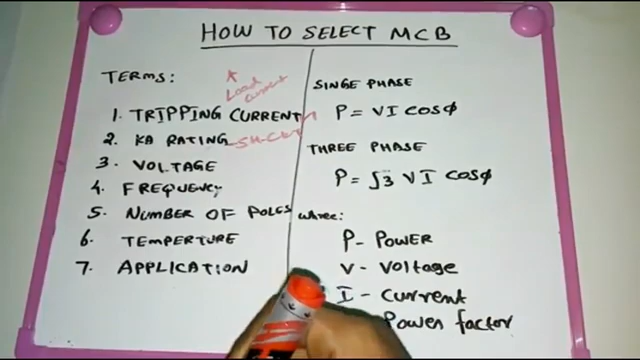 HOW TO SELECT MCB
TERMS:
Load
current
1. TRIPPING CURRENT
2. KA RATING
3. VOLTAGE
4. FREQUENCY
5. NUMBER OF POLES
6. TEMPERTURE
7. APPLICATION
SINGE PHASE
P = VI COSϕ
THREE PHASE
P = √3 VI COSϕ
Where:
P - POWER
V - Voltage
I - Current
Power factor